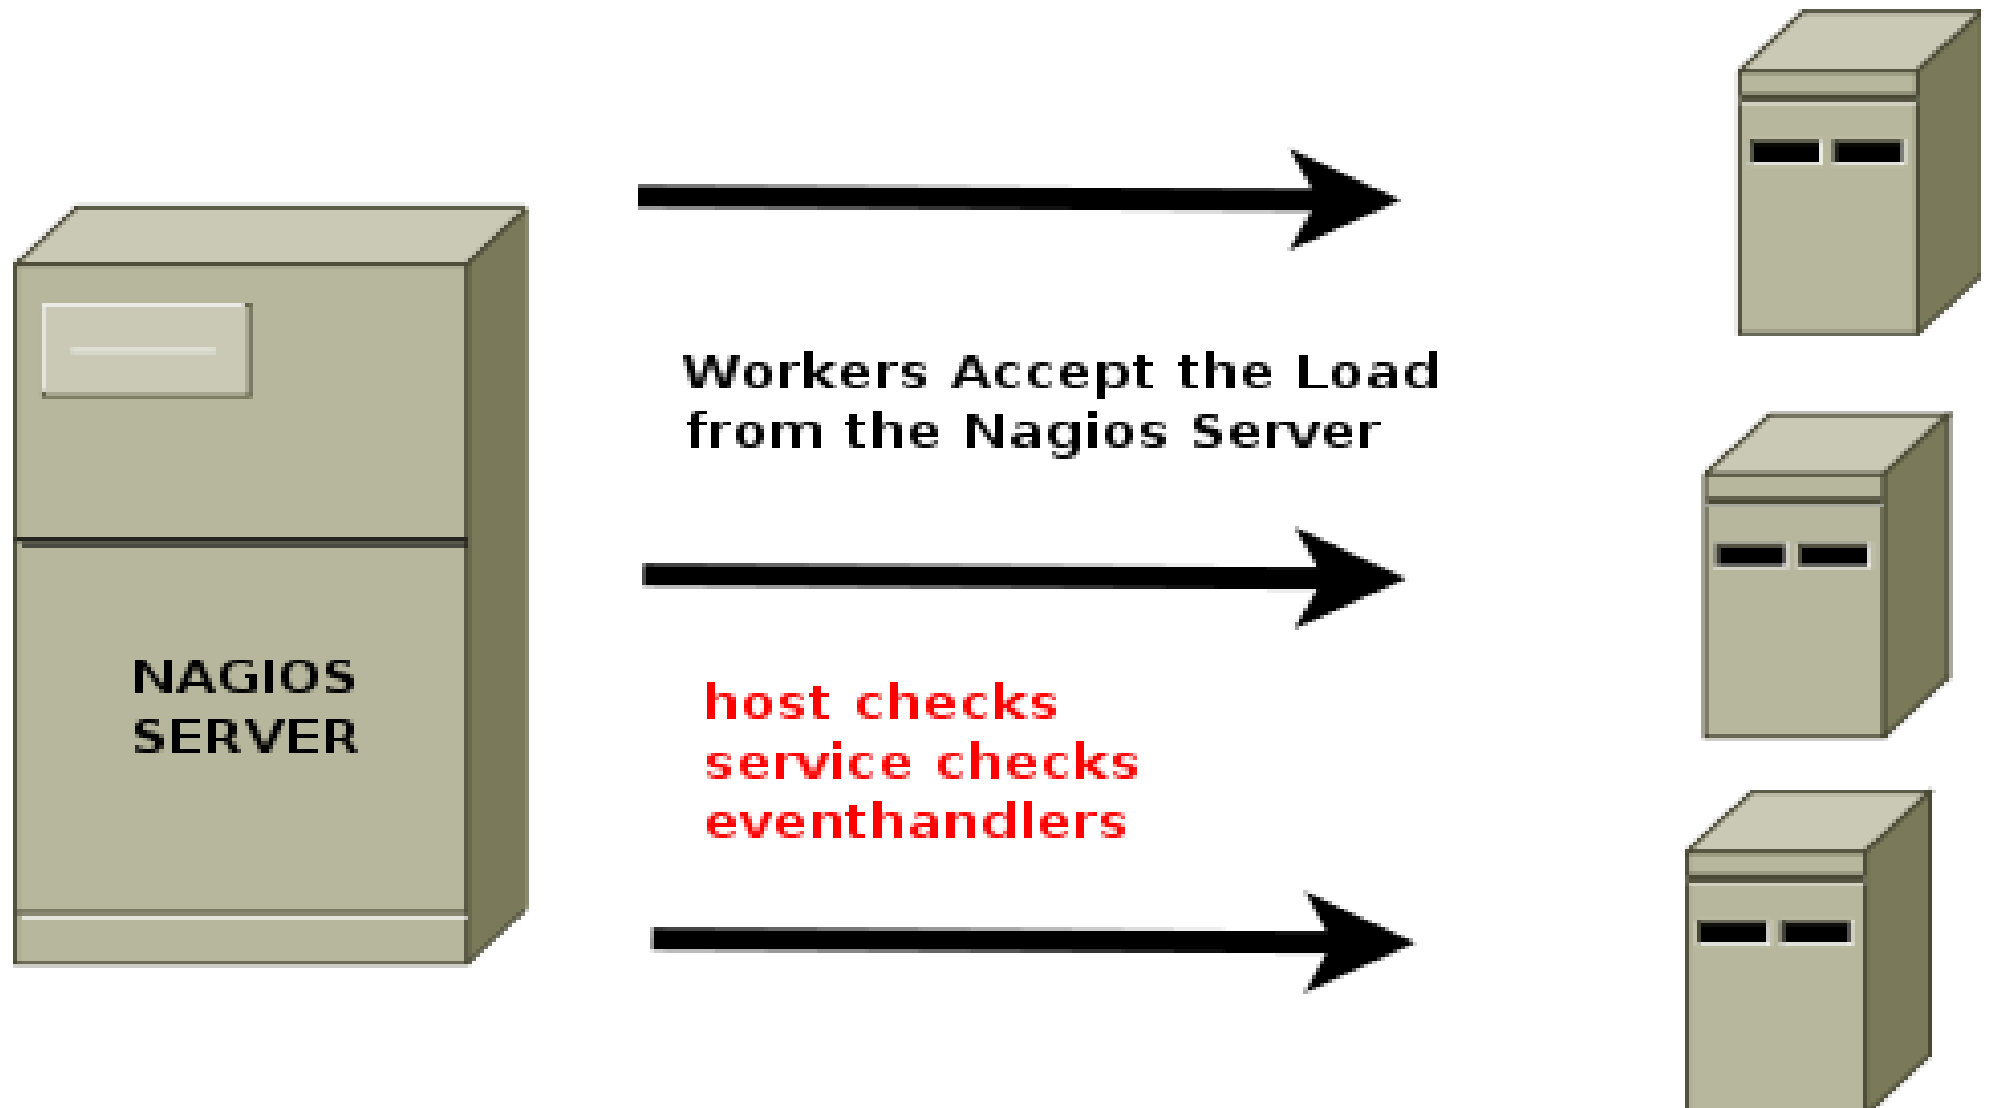 Workers Accept the Load
from the Nagios Server
NAGIOS
SERVER
host checks
service checks
eventhandlers